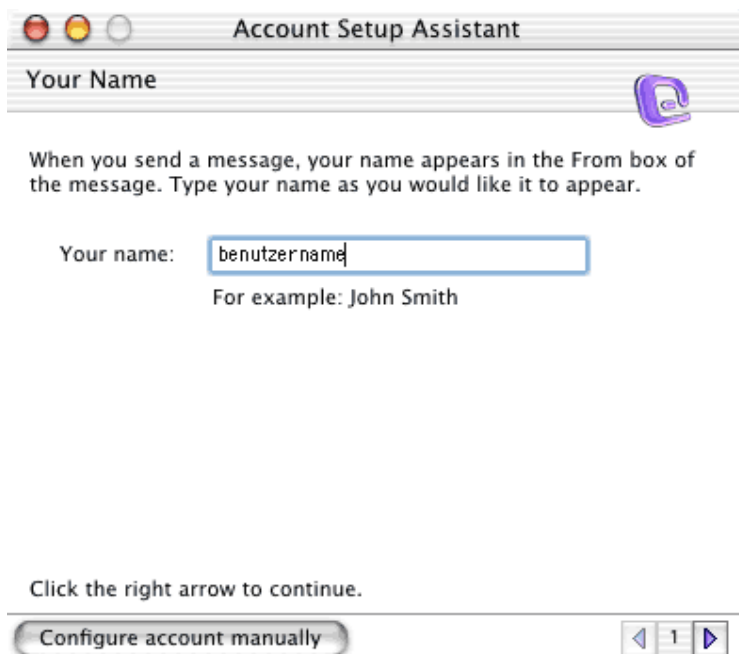 Account Setup Assistant
Your Name
When you send a message, your name appears in the From box of
the message. Type your name as you would like it to appear.
Your name: benutzername
For example: John Smith
Click the right arrow to continue.
Configure account manually 1